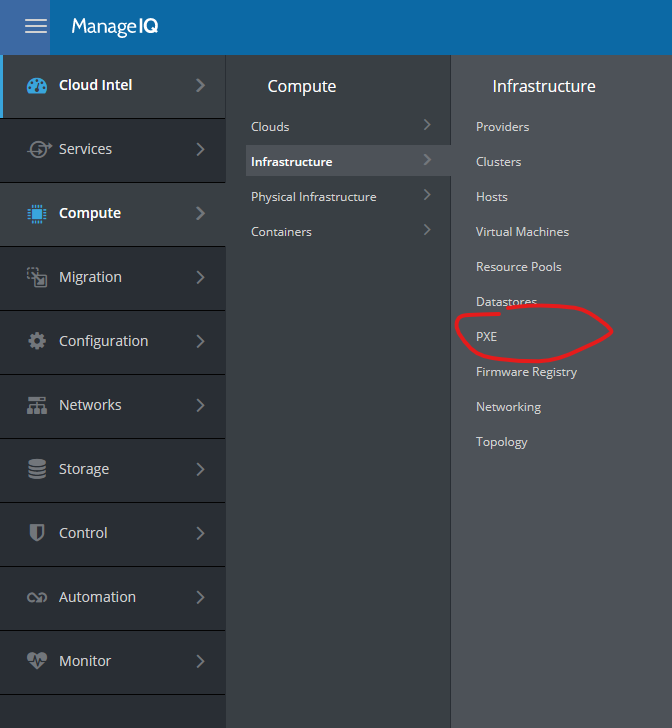 ManageIQ
Cloud Intel
Services
Compute
Migration
Configuration
Networks
Storage
Control
Automation
Monitor
Compute
Clouds
Infrastructure
Physical Infrastructure
Containers
Infrastructure
Providers
Clusters
Hosts
Virtual Machines
Resource Pools
Datastores
PXE
Firmware Registry
Networking
Topology